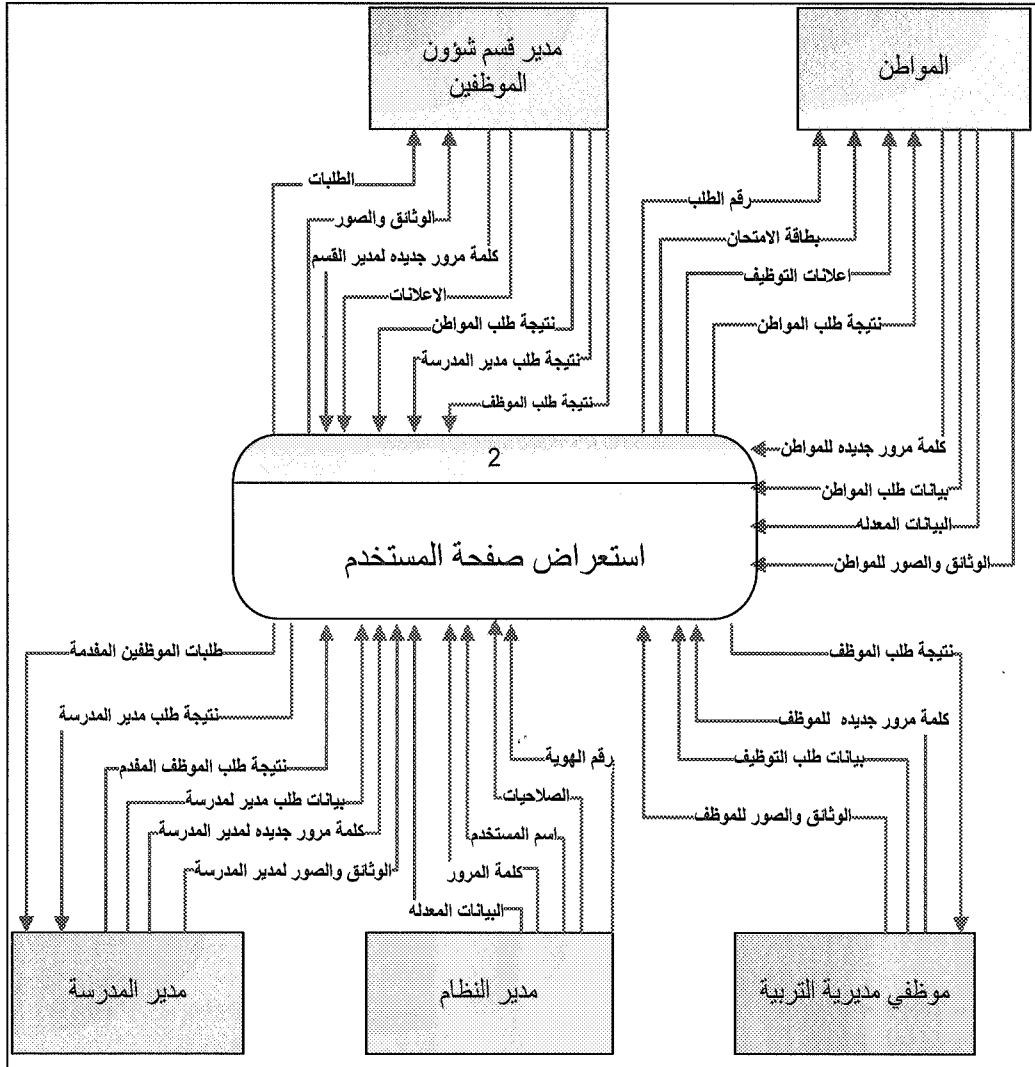 المواطن
مدير قسم شؤون
الموظفين
الطلبات
الوثائق والصور
كلمة مرور جديده لمدير القسم
الاعلانات
نتيجة طلب المواطن
نتيجة طلب مدير المدرسة
نتيجة طلب الموظف
رقم الطلب
بطاقة الامتحان
اعلانات التوظيف
نتيجة طلب المواطن
كلمة مرور جديده للمواطن
بيانات طلب المواطن
البيانات المعدله
الوثائق والصور للمواطن
2
استعراض صفحة المستخدم
نتيجة طلب الموظف
كلمة مرور جديده للموظف
بيانات طلب التوظيف
الوثائق والصور للموظف
رقم الهوية
الصلاحيات
اسم المستخدم
كلمة المرور
البيانات المعدله
طلبات الموظفين المقدمة
نتيجة طلب مدير المدرسة
نتيجة طلب الموظف المقدم
بيانات طلب مدير لمدرسة
كلمة مرور جديده لمدير المدرسة
الوثائق والصور لمدير المدرسة
موظفي مديرية التربية
مدير النظام
مدير المدرسة